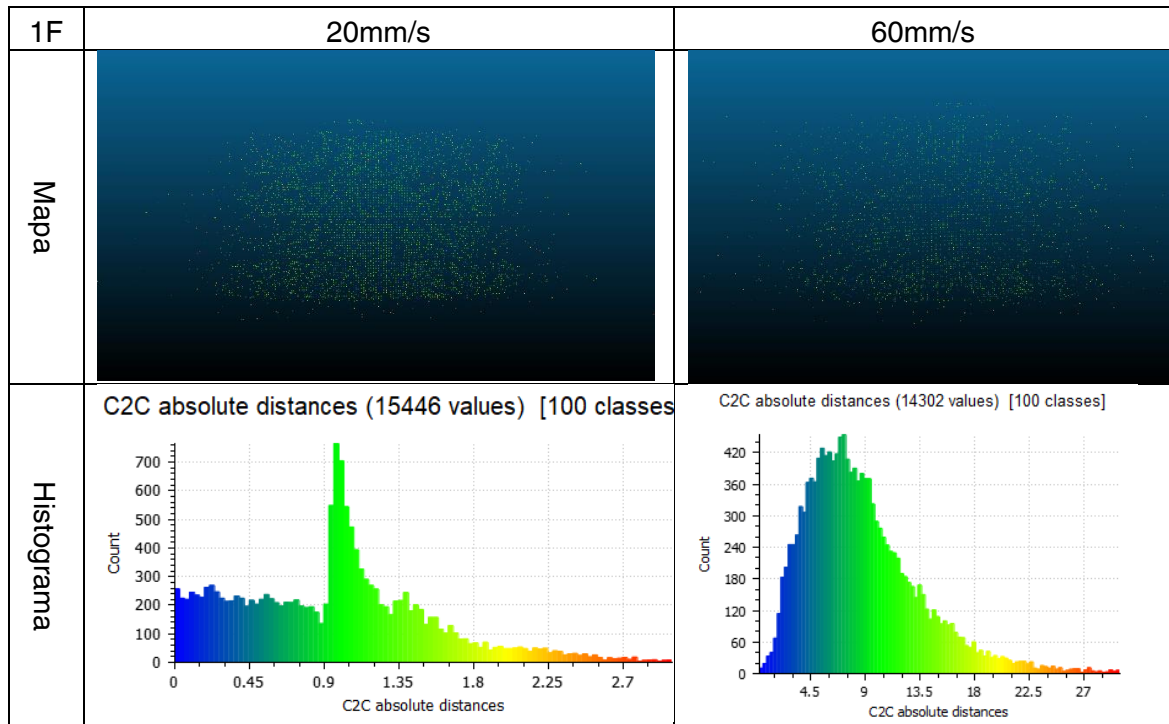 1F
20mm/s
60mm/s
Mapa
Histograma
C2C absolute distances (15446 values) [100 classes
700
600
500
400
300
200
100
0
Count
0 0.45 0.9 1.35 1.8 2.25 2.7
C2C absolute distances
C2C absolute distances (14302 values) [100 classes]
420
360
300
240
180
120
60
0
Count
4.5 9 13.5 18 22.5 27
C2C absolute distances